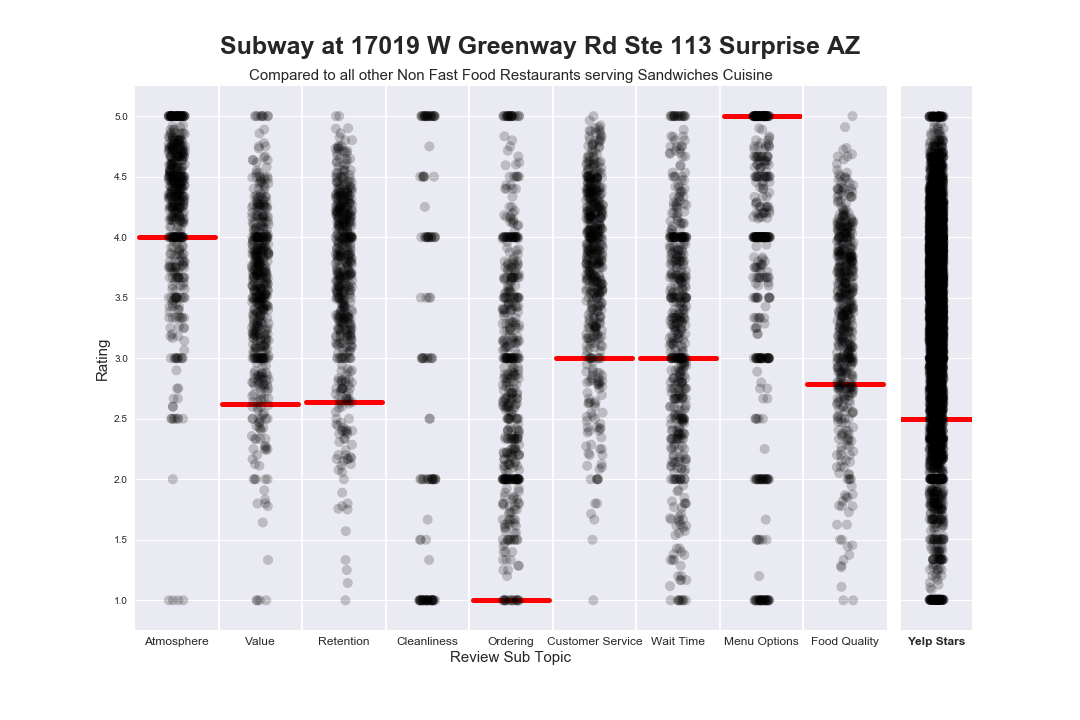 Subway at 17019 W Greenway Rd Ste 113 Surprise AZ
Compared to all other Non Fast Food Restaurants serving Sandwiches Cuisine
5.0
4.5
4.0
3.5
3.0
2.5
2.0
1.5
1.0
Rating
Atmosphere Value Retention Cleanliness Ordering Customer Service Wait Time Menu Options Food Quality Yelp Stars
Review Sub Topic